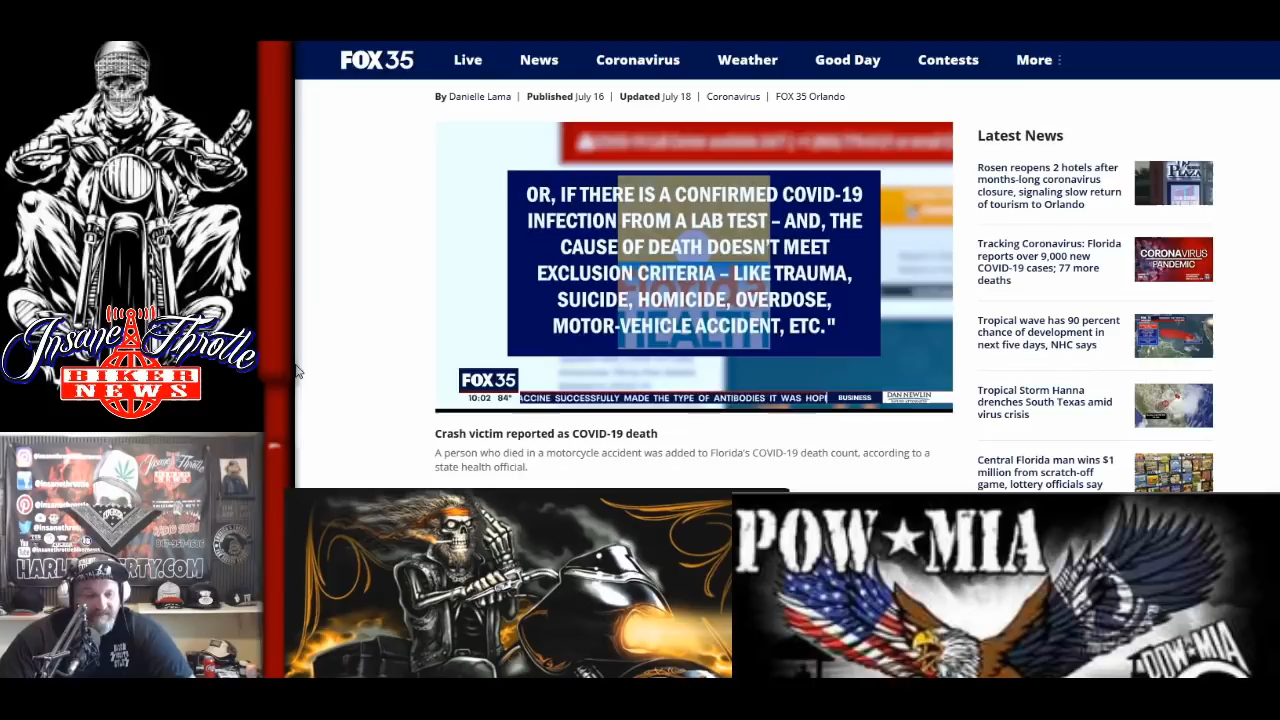 FOX 35
Live
News
Coronavirus
Weather
Good Day
Contests
More
By Danielle Lama | Published July 16 | Updated July 18 | Coronavirus | FOX 35 Orlando
OR, IF THERE IS A CONFIRMED COVID-19
INFECTION FROM A LAB TEST – AND, THE
CAUSE OF DEATH DOESN'T MEET
EXCLUSION CRITERIA – LIKE TRAUMA,
SUICIDE, HOMICIDE, OVERDOSE,
MOTOR-VEHICLE ACCIDENT, ETC."
Florida
HEALTH
FOX 35
10:02 84° ACCINE SUCCESSFULLY MADE THE TYPE OF ANTIBODIES IT WAS HOPI BUSINESS DAN NEWLIN
Crash victim reported as COVID-19 death
A person who died in a motorcycle accident was added to Florida's COVID-19 death count, according to a
state health official.
Latest News
Rosen reopens 2 hotels after
months-long coronavirus
closure, signaling slow return
of tourism to Orlando
PLAZA
Tracking Coronavirus: Florida
reports over 9,000 new
COVID-19 cases; 77 more
deaths
CORONAVIRUS
PANDEMIC
Tropical wave has 90 percent
chance of development in
next five days, NHC says
Tropical Storm Hanna
drenches South Texas amid
virus crisis
Central Florida man wins $1
million from scratch-off
game, lottery officials say
Insane Throttle
BIKER
NEWS
RADIO SHOW
POW★MIA
POW-MIA